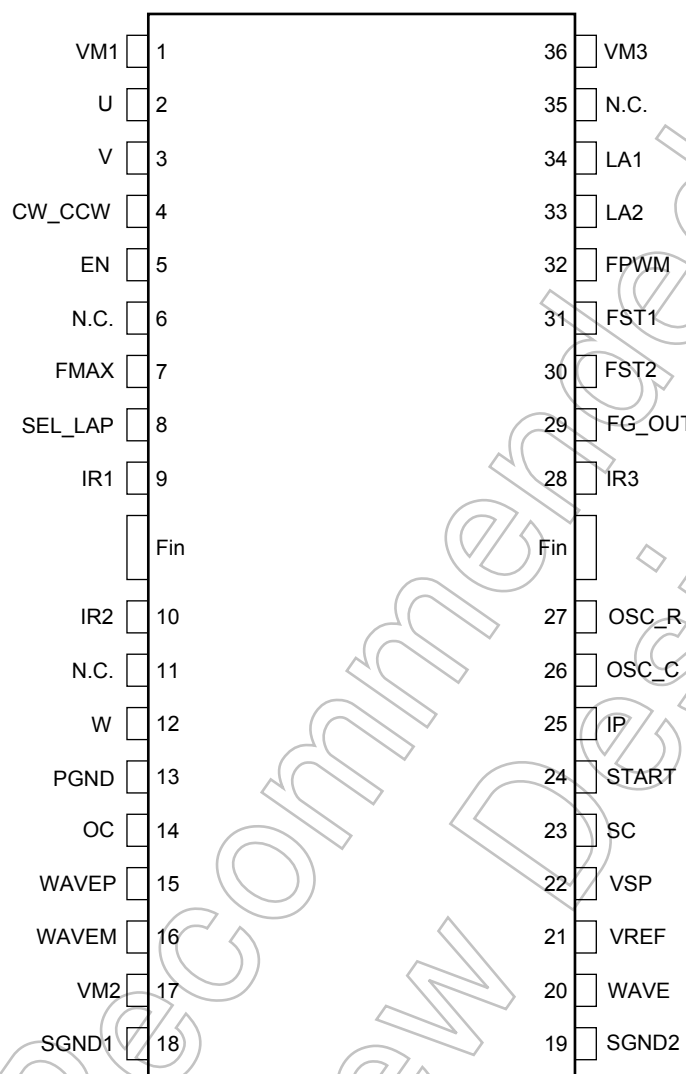 VM1 1 36 VM3
U 2 35 N.C.
V 3 34 LA1
CW_CCW 4 33 LA2
EN 5 32 FPWM
N.C. 6 31 FST1
FMAX 7 30 FST2
SEL_LAP 8 29 FG_OUT
IR1 9 28 IR3
Fin Fin
IR2 10 27 OSC_R
N.C. 11 26 OSC_C
W 12 25 IP
PGND 13 24 START
OC 14 23 SC
WAVEP 15 22 VSP
WAVEM 16 21 VREF
VM2 17 20 WAVE
SGND1 18 19 SGND2
Recommended
ew Desi